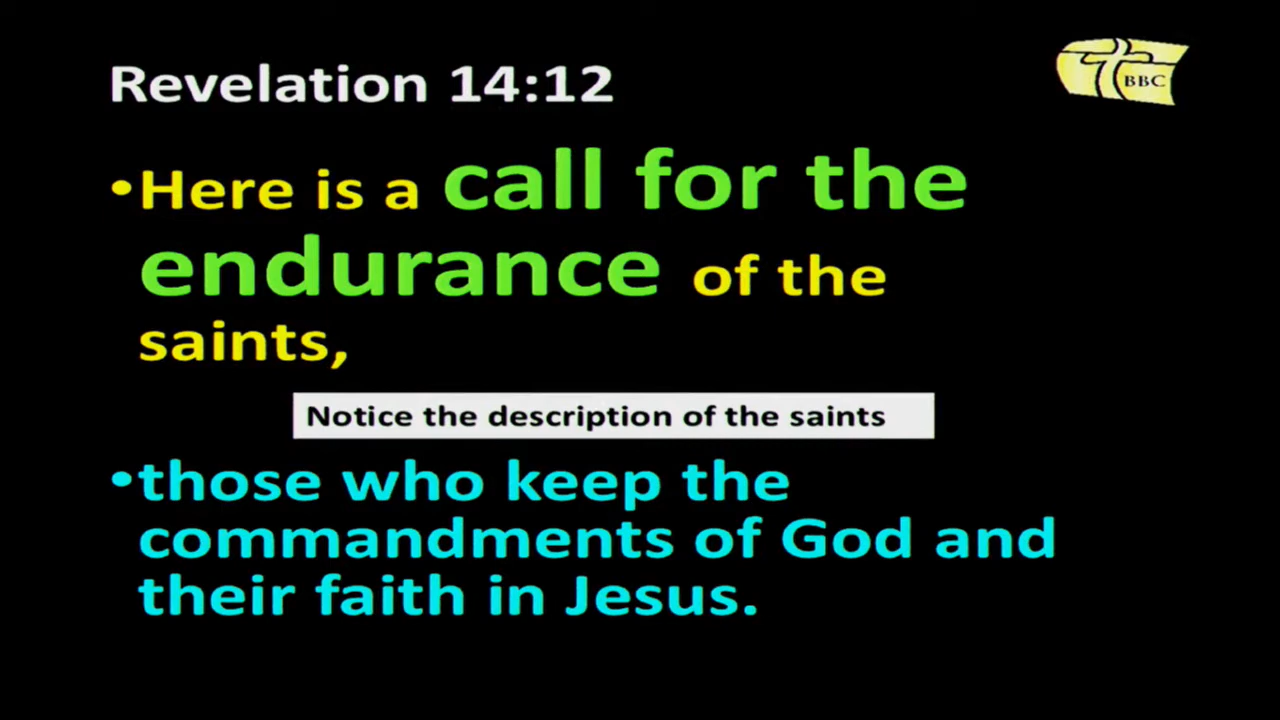 Revelation 14:12
BBC
•Here is a call for the
endurance of the
saints,
Notice the description of the saints
•those who keep the
commandments of God and
their faith in Jesus.